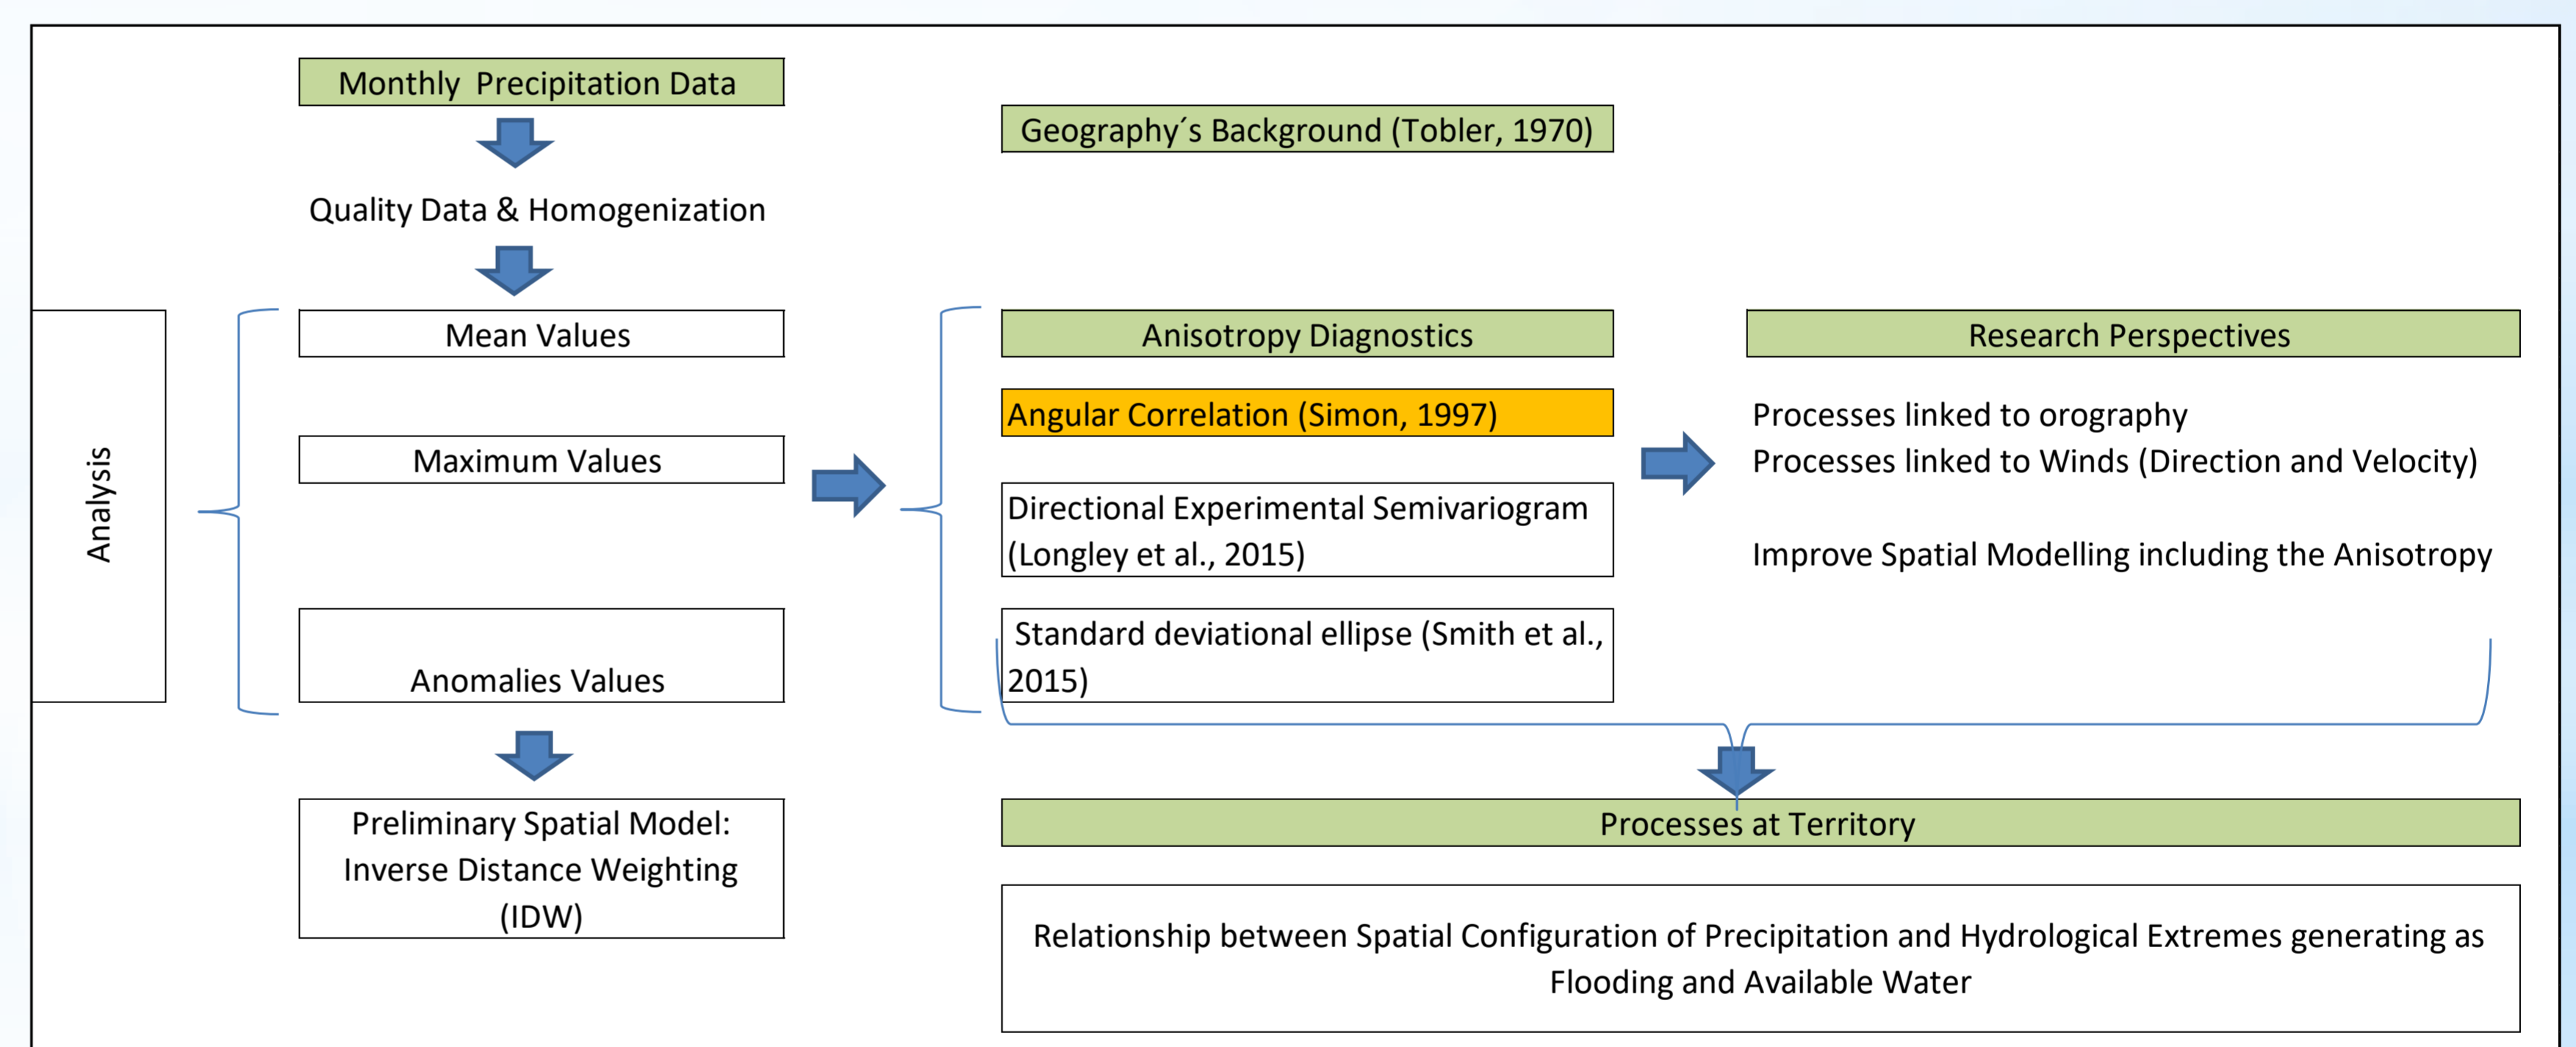 Monthly  Precipitation Data
Geography´s Background (Tobler, 1970)
Quality Data & Homogenization
Analysis
Mean Values
Maximum Values
Anomalies Values
Preliminary Spatial Model:
Inverse Distance Weighting
(IDW)
Anisotropy Diagnostics
Angular Correlation (Simon, 1997)
Directional Experimental Semivariogram
(Longley et al., 2015)
Standard deviational ellipse (Smith et al.,
2015)
Research Perspectives
Processes linked to orography
Processes linked to Winds (Direction and Velocity)
Improve Spatial Modelling including the Anisotropy
Processes at Territory
Relationship between Spatial Configuration of Precipitation and Hydrological Extremes generating as
Flooding and Available Water